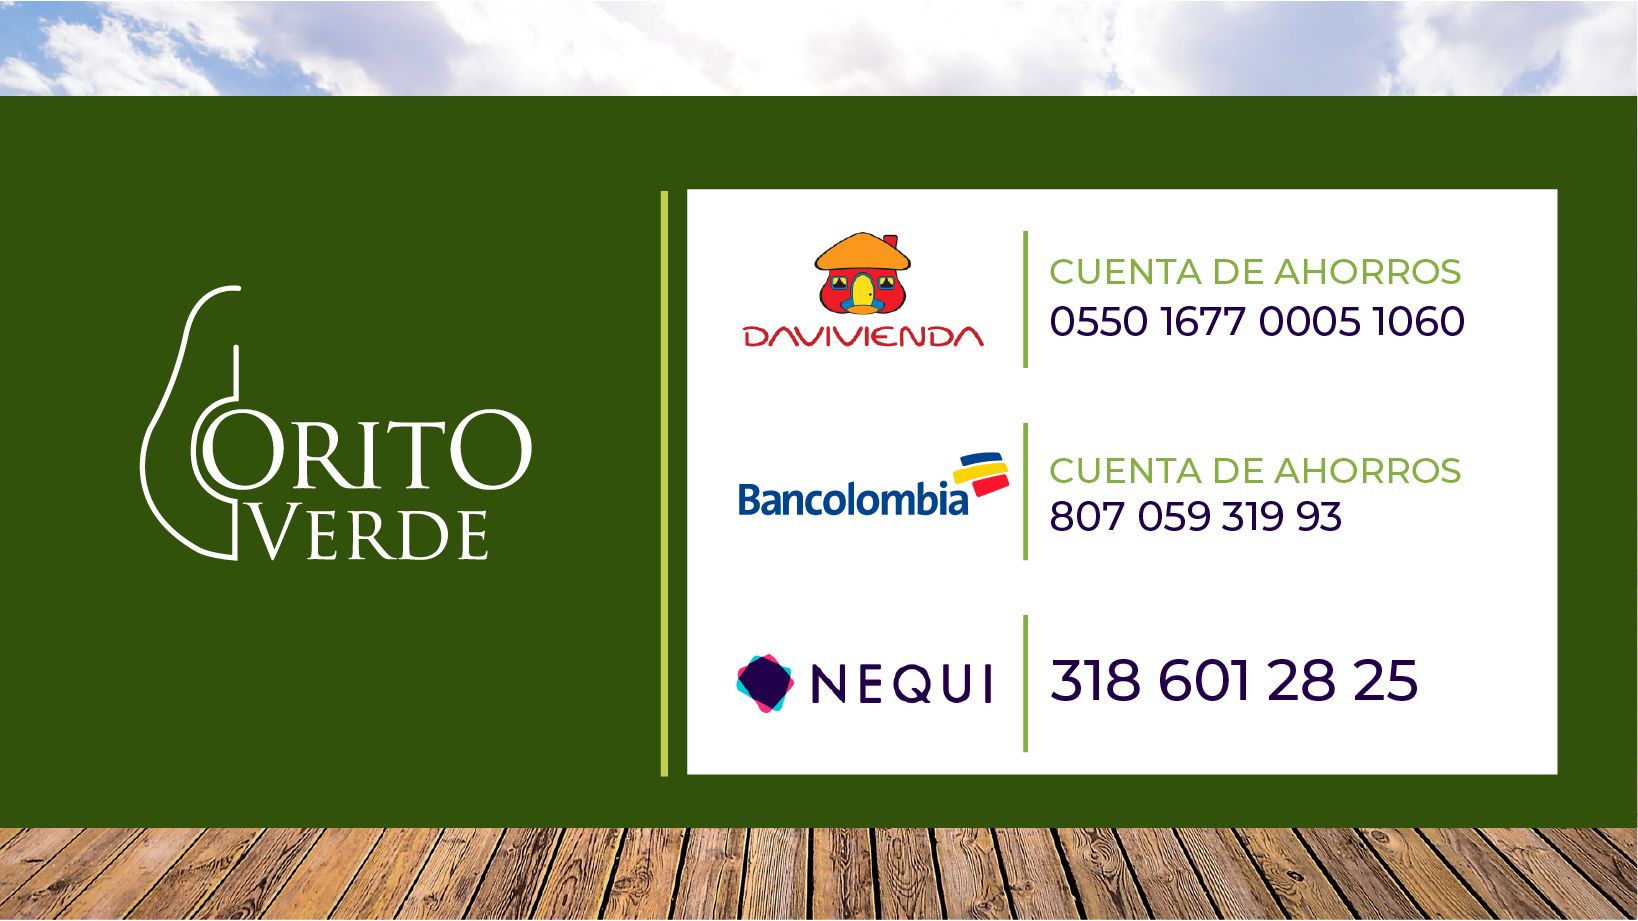 ORITO
VERDE
DAVIVIENDA
CUENTA DE AHORROS
0550 1677 0005 1060
Bancolombia
CUENTA DE AHORROS
807 059 319 93
NEQUI
318 601 28 25